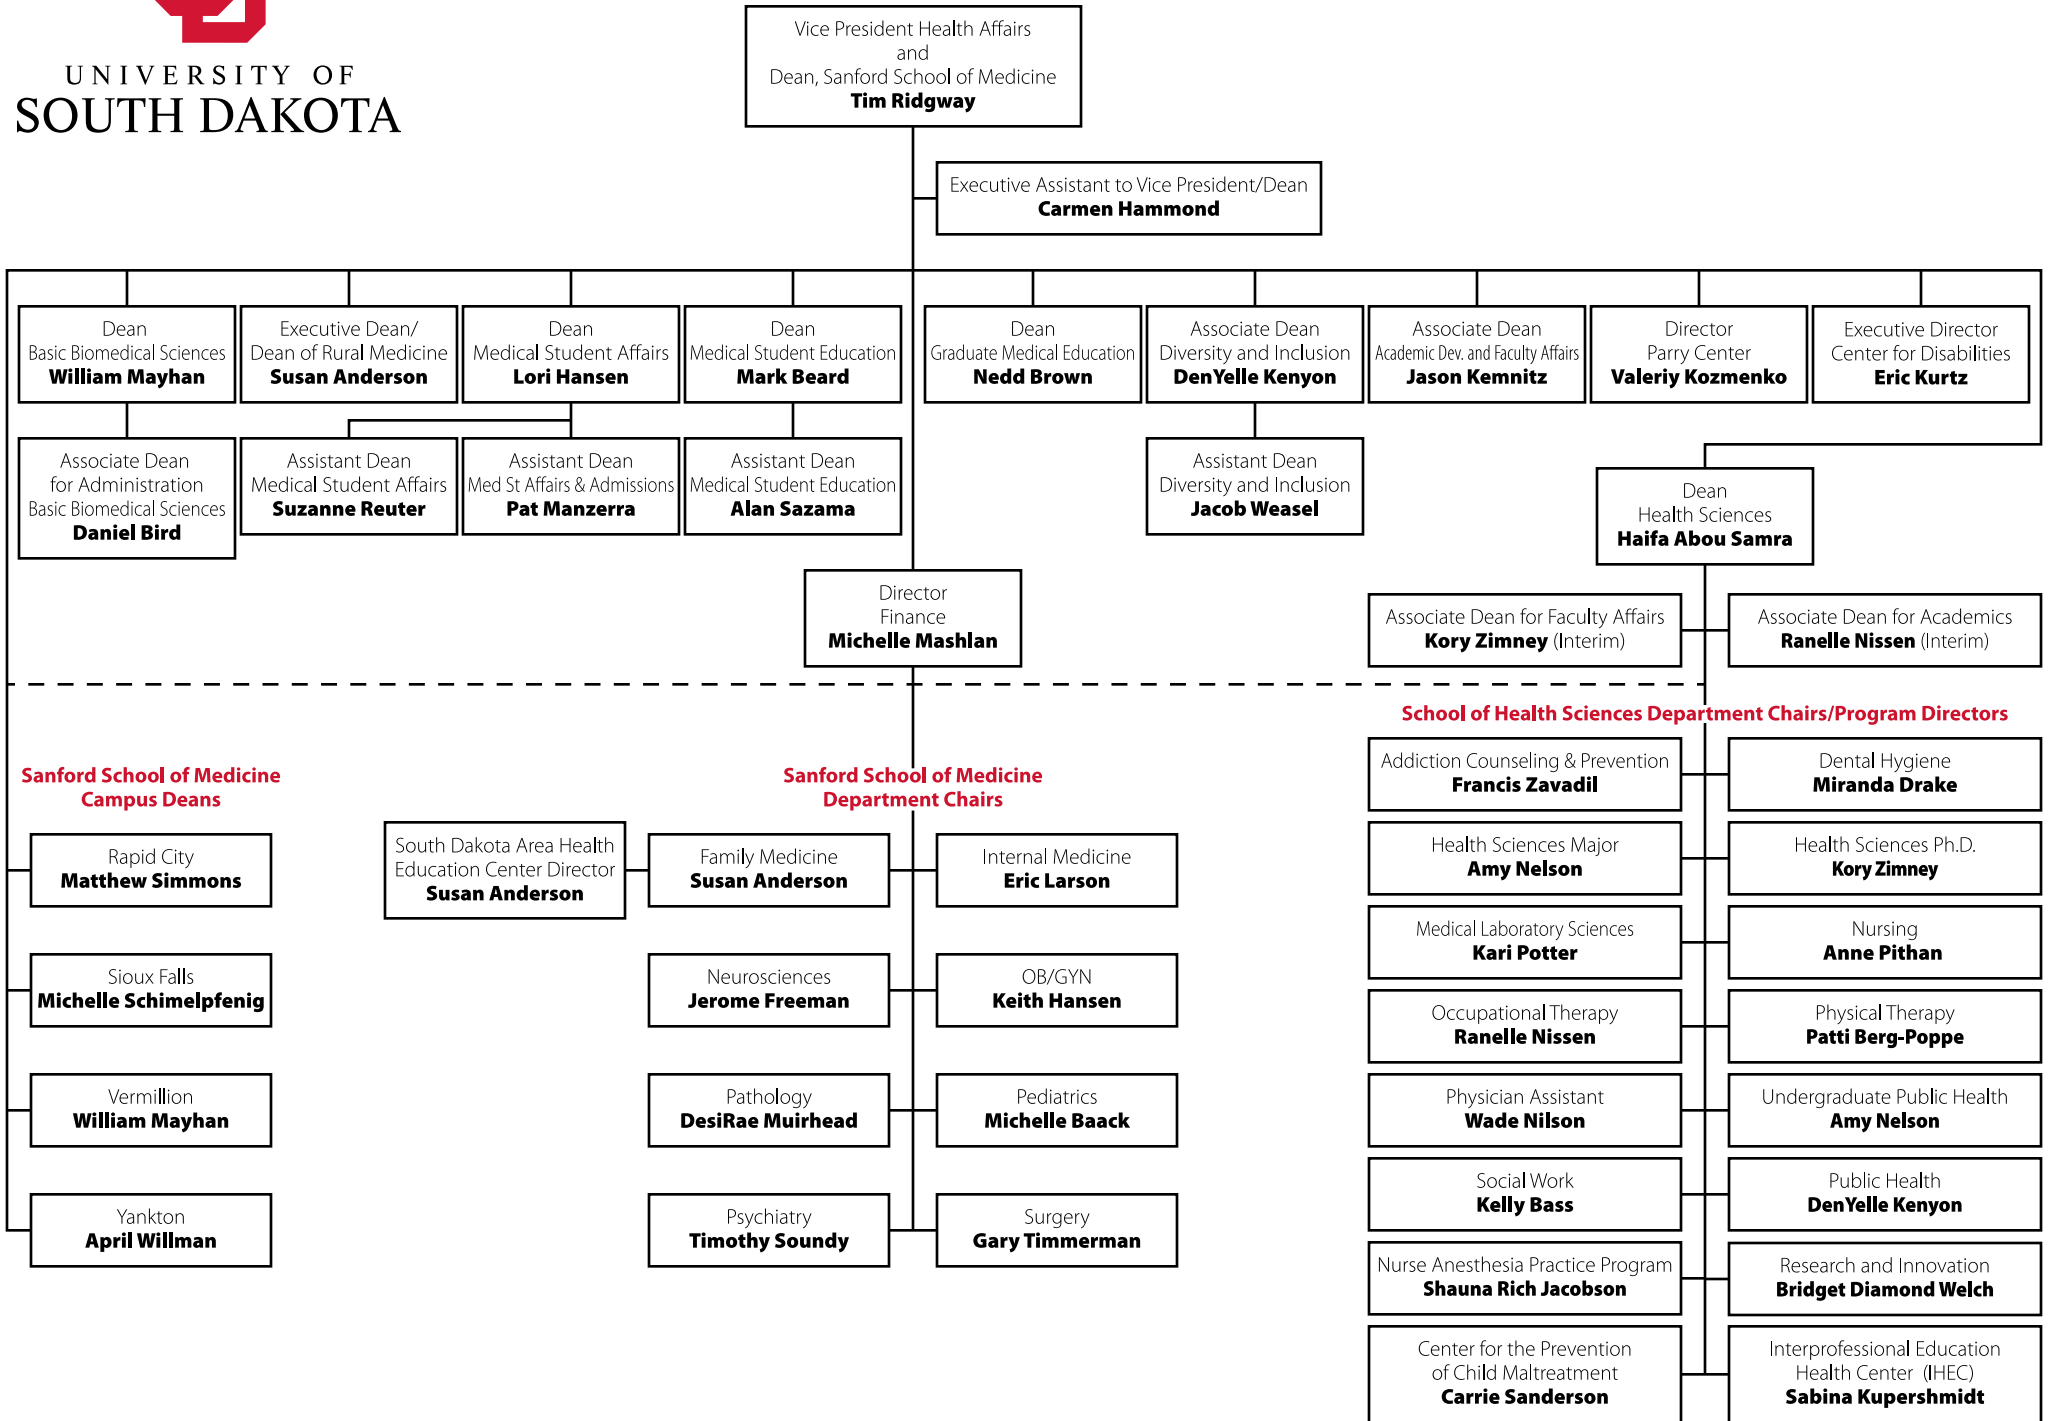 UNIVERSITY OF
SOUTH DAKOTA
Vice President Health Affairs
and
Dean, Sanford School of Medicine
Tim Ridgway
Executive Assistant to Vice President/Dean
Carmen Hammond
Dean
Basic Biomedical Sciences
William Mayhan
Executive Dean/
Dean of Rural Medicine
Susan Anderson
Dean
Medical Student Affairs
Lori Hansen
Dean
Medical Student Education
Mark Beard
Dean
Graduate Medical Education
Nedd Brown
Associate Dean
Diversity and Inclusion
DenYelle Kenyon
Associate Dean
Academic Dev. and Faculty Affairs
Jason Kemnitz
Director
Parry Center
Valeriy Kozmenko
Executive Director
Center for Disabilities
Eric Kurtz
Associate Dean
for Administration
Basic Biomedical Sciences
Daniel Bird
Assistant Dean
Medical Student Affairs
Suzanne Reuter
Assistant Dean
Med St Affairs & Admissions
Pat Manzerra
Assistant Dean
Medical Student Education
Alan Sazama
Assistant Dean
Diversity and Inclusion
Jacob Weasel
Dean
Health Sciences
Haifa Abou Samra
Director
Finance
Michelle Mashlan
Associate Dean for Faculty Affairs
Kory Zimney (Interim)
Associate Dean for Academics
Ranelle Nissen (Interim)
Sanford School of Medicine
Campus Deans
Rapid City
Matthew Simmons
Sioux Falls
Michelle Schimelpfenig
Vermillion
William Mayhan
Yankton
April Willman
Sanford School of Medicine
Department Chairs
South Dakota Area Health
Education Center Director
Susan Anderson
Family Medicine
Susan Anderson
Internal Medicine
Eric Larson
Neurosciences
Jerome Freeman
OB/GYN
Keith Hansen
Pathology
DesiRae Muirhead
Pediatrics
Michelle Baack
Psychiatry
Timothy Soundy
Surgery
Gary Timmerman
School of Health Sciences Department Chairs/Program Directors
Addiction Counseling & Prevention
Francis Zavadil
Dental Hygiene
Miranda Drake
Health Sciences Major
Amy Nelson
Health Sciences Ph.D.
Kory Zimney
Medical Laboratory Sciences
Kari Potter
Nursing
Anne Pithan
Occupational Therapy
Ranelle Nissen
Physical Therapy
Patti Berg-Poppe
Physician Assistant
Wade Nilson
Undergraduate Public Health
Amy Nelson
Social Work
Kelly Bass
Public Health
DenYelle Kenyon
Nurse Anesthesia Practice Program
Shauna Rich Jacobson
Research and Innovation
Bridget Diamond Welch
Center for the Prevention
of Child Maltreatment
Carrie Sanderson
Interprofessional Education
Health Center (IHEC)
Sabina Kupershmidt